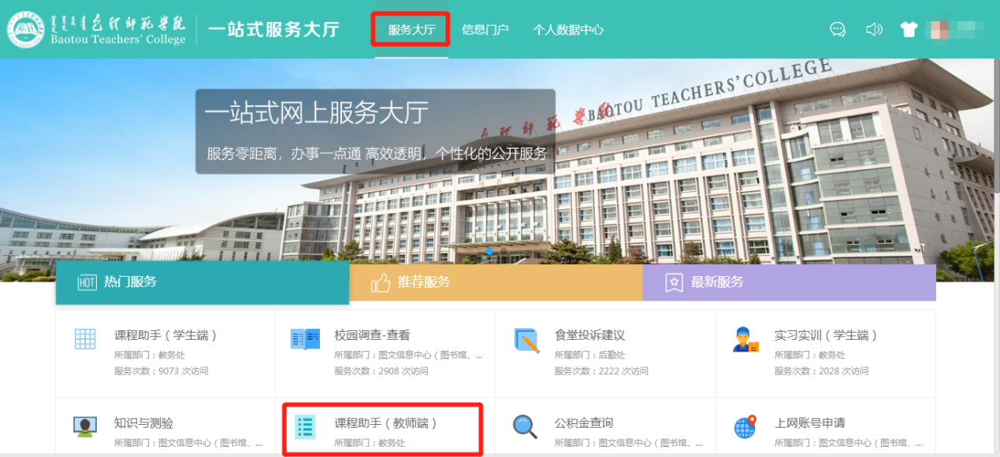 包头师范学院
Baotou Teachers' College
一站式服务大厅
服务大厅
信息门户
个人数据中心
一站式网上服务大厅
服务零距离，办事一点通 高效透明，个性化的公开服务
包头师范学院
BAOTOU TEACHERS'COLLEGE
HOT 热门服务
推荐服务
最新服务
课程助手（学生端）
所属部门：教务处
服务次数：9073 次访问
校园调查-查看
所属部门：图文信息中心（图书馆、...
服务次数：2908 次访问
食堂投诉建议
所属部门：后勤处
服务次数：2222 次访问
实习实训（学生端）
所属部门：教务处
服务次数：2028 次访问
知识与测验
所属部门：图文信息中心（图书馆、...
课程助手（教师端）
所属部门：教务处
公积金查询
所属部门：图文信息中心（图书馆、...
上网账号申请
所属部门：图文信息中心（图书馆、...